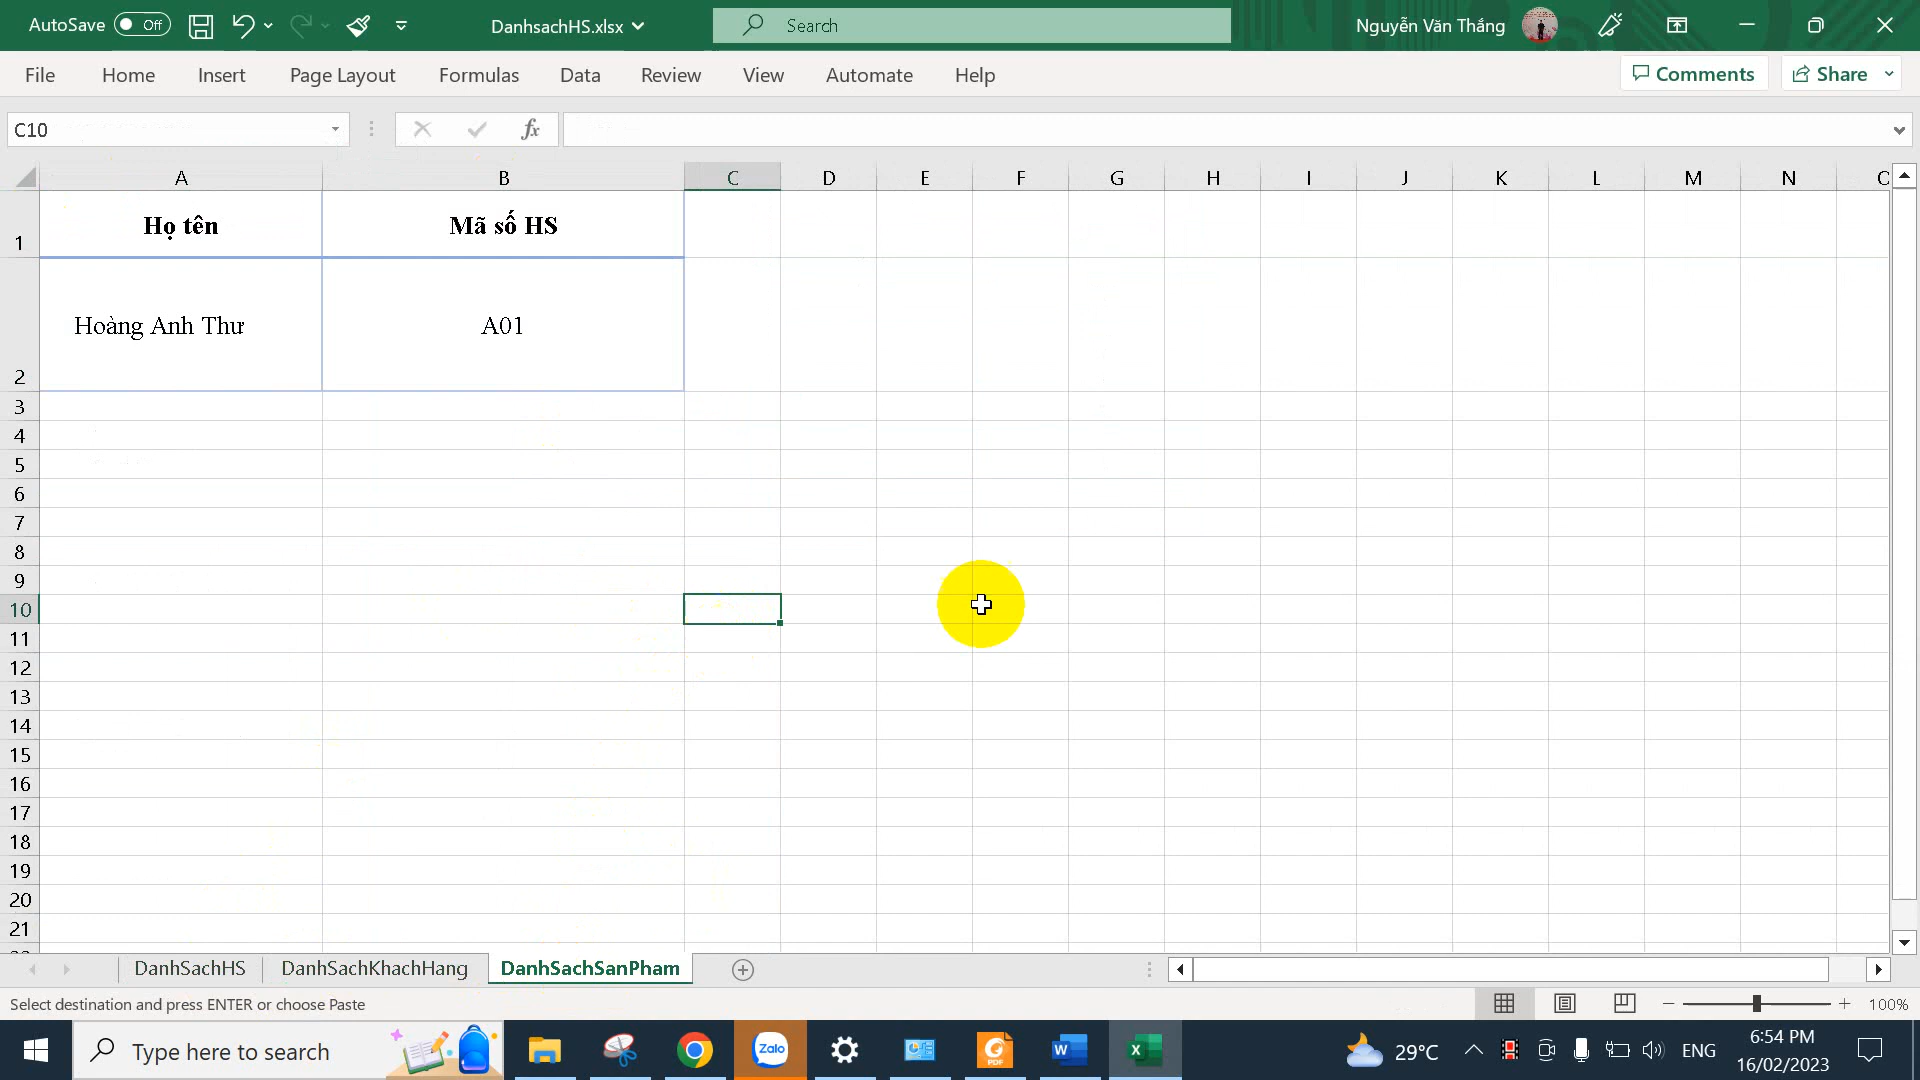 AutoSave Off DanhsachHS.xlsx Search Nguyễn Văn Thắng
File Home Insert Page Layout Formulas Data Review View Automate Help Comments Share
C10 fx
A B C D E F G H I J K L M N
1 Họ tên Mã số HS
2 Hoàng Anh Thư A01
3
4
5
6
7
8
9
10
11
12
13
14
15
16
17
18
19
20
21
DanhSachHS DanhSachKhachHang DanhSachSanPham
Select destination and press ENTER or choose Paste 100%
Type here to search Zalo PDF W X 29°C ENG 6:54 PM
16/02/2023